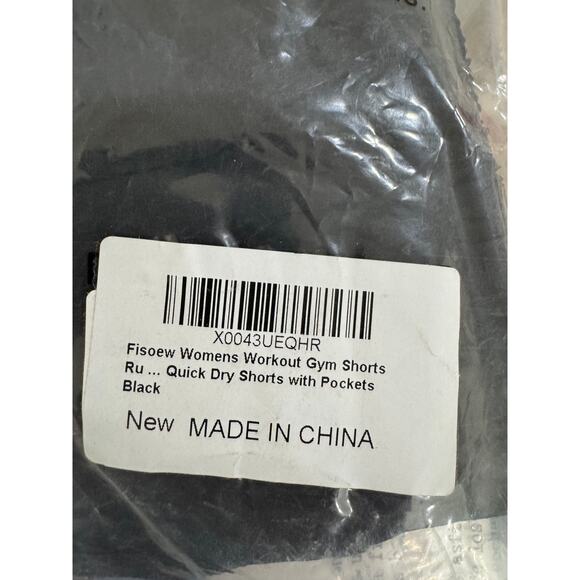 X0043UEQHR
Fisoew Womens Workout Gym Shorts
Ru ... Quick Dry Shorts with Pockets
Black
New MADE IN CHINA